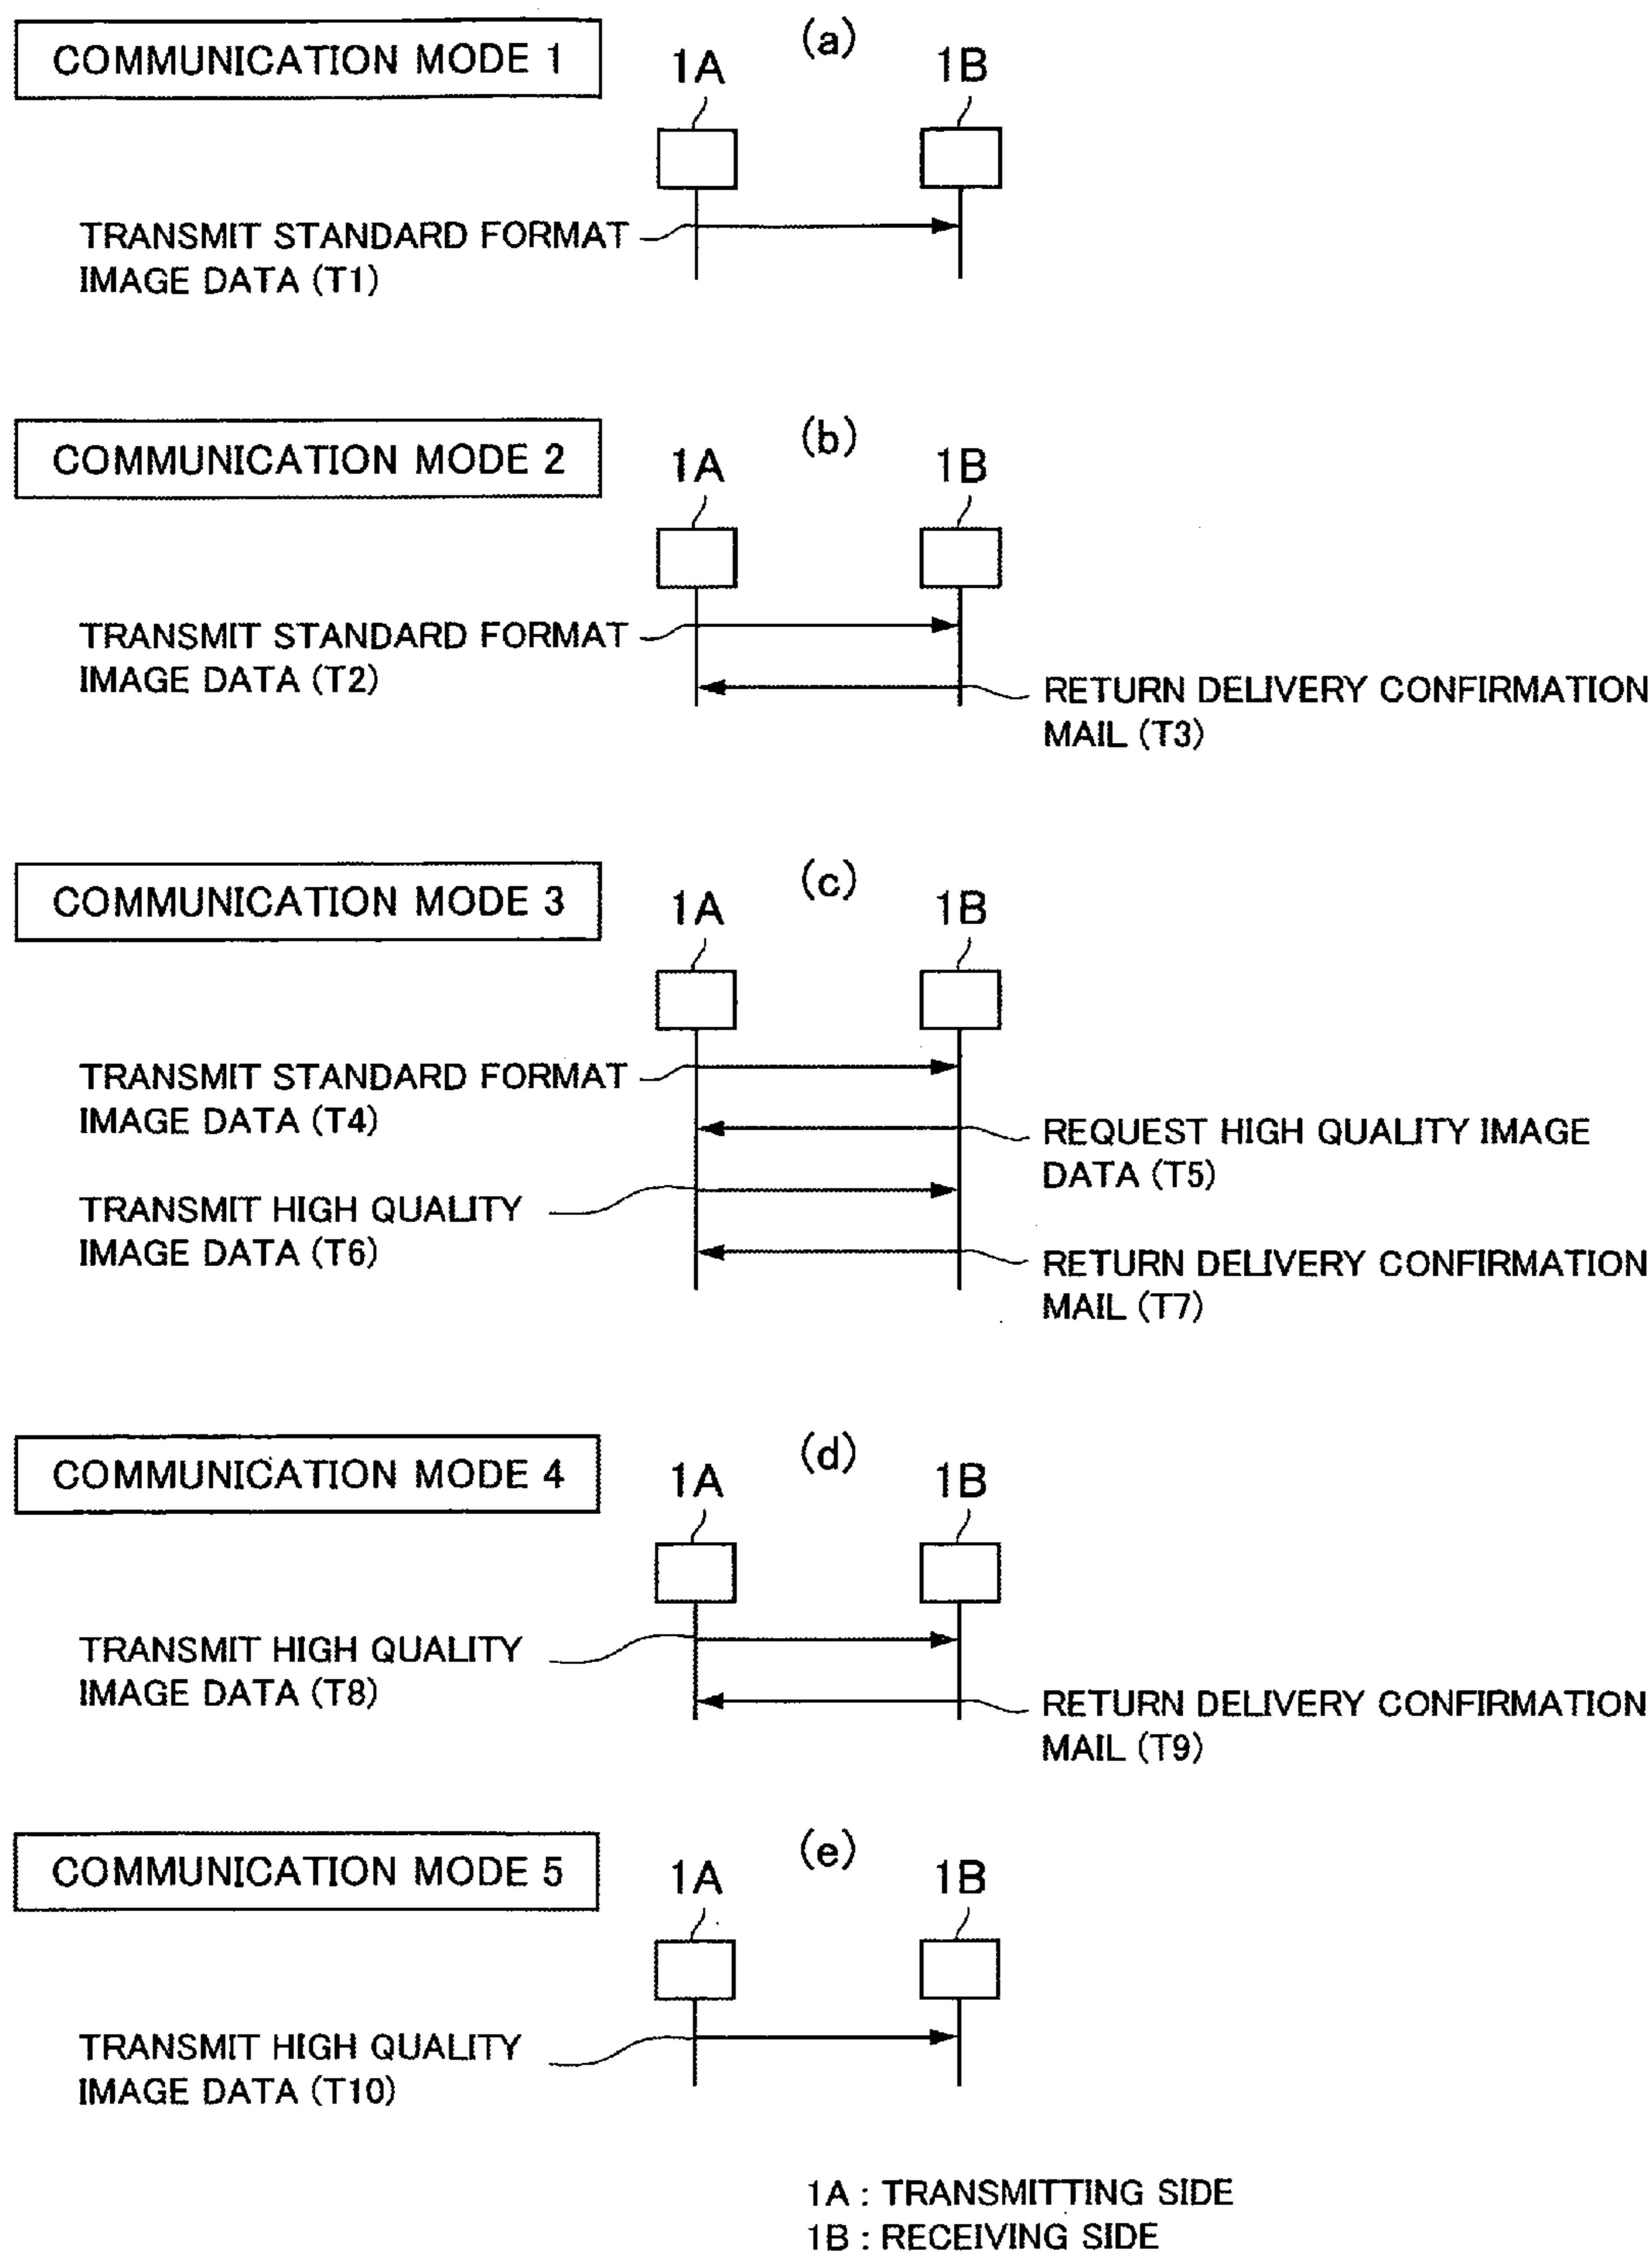 COMMUNICATION MODE 1
(a)
1A
1B
TRANSMIT STANDARD FORMAT
IMAGE DATA (T1)
COMMUNICATION MODE 2
(b)
1A
1B
TRANSMIT STANDARD FORMAT
IMAGE DATA (T2)
RETURN DELIVERY CONFIRMATION
MAIL (T3)
COMMUNICATION MODE 3
(c)
1A
1B
TRANSMIT STANDARD FORMAT
IMAGE DATA (T4)
REQUEST HIGH QUALITY IMAGE
DATA (T5)
TRANSMIT HIGH QUALITY
IMAGE DATA (T6)
RETURN DELIVERY CONFIRMATION
MAIL (T7)
COMMUNICATION MODE 4
(d)
1A
1B
TRANSMIT HIGH QUALITY
IMAGE DATA (T8)
RETURN DELIVERY CONFIRMATION
MAIL (T9)
COMMUNICATION MODE 5
(e)
1A
1B
TRANSMIT HIGH QUALITY
IMAGE DATA (T10)
1A : TRANSMITTING SIDE
1B : RECEIVING SIDE